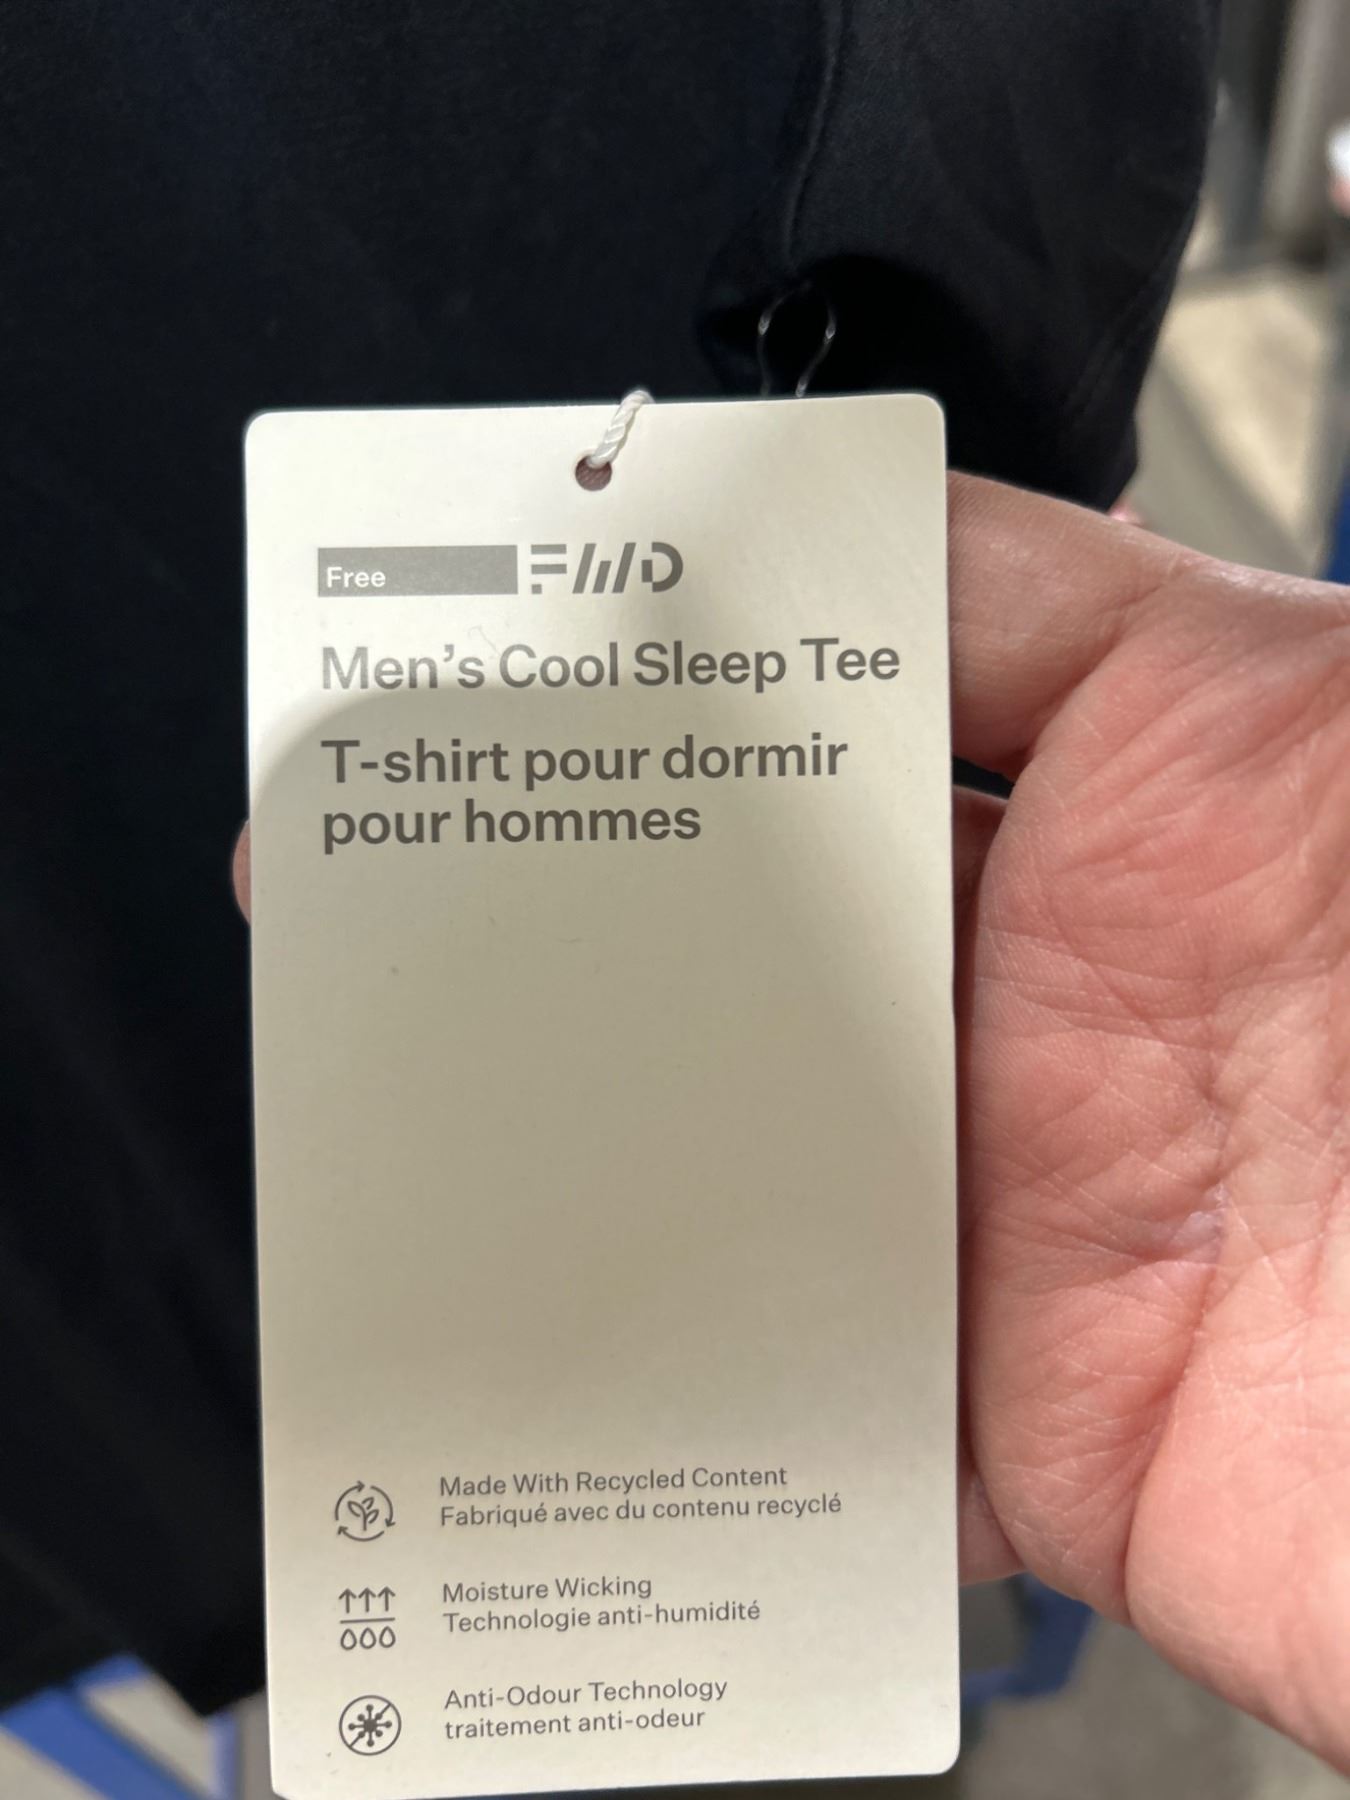 Free FWD
Men's Cool Sleep Tee
T-shirt pour dormir
pour hommes
Made With Recycled Content
Fabriqué avec du contenu recyclé
Moisture Wicking
Technologie anti-humidité
Anti-Odour Technology
traitement anti-odeur